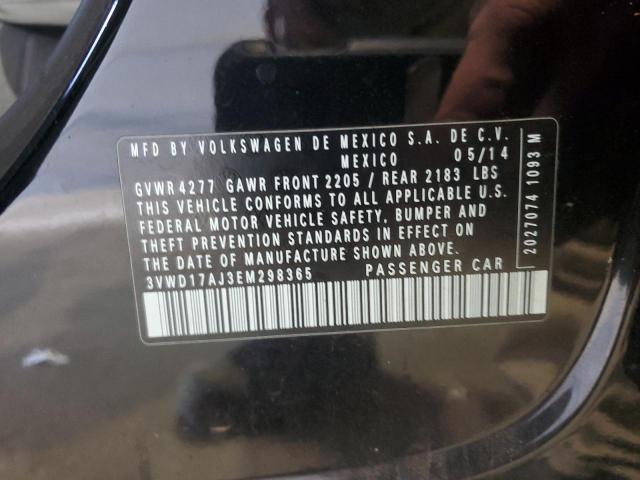 MFD BY VOLKSWAGEN DE MEXICO S.A. DE C.V.
MEXICO 05/14
GVWR 4277 GAWR FRONT 2205 / REAR 2183 LBS
THIS VEHICLE CONFORMS TO ALL APPLICABLE U.S.
FEDERAL MOTOR VEHICLE SAFETY, BUMPER AND
THEFT PREVENTION STANDARDS IN EFFECT ON
THE DATE OF MANUFACTURE SHOWN ABOVE.
3VWD17AJ3EM298365 PASSENGER CAR
2027074 1093 M